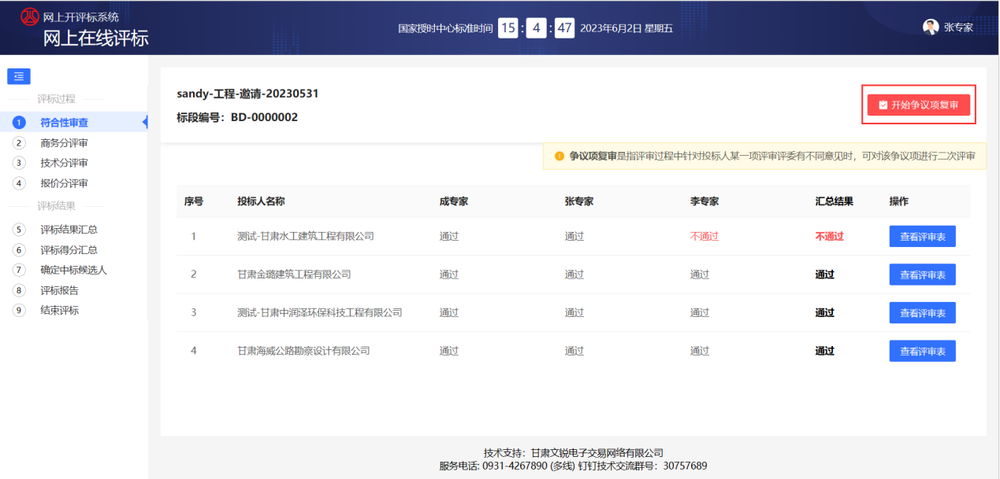 网上开评标系统
网上在线评标
国家授时中心标准时间 15 : 4 : 47 2023年6月2日 星期五
张专家
评标过程
1 符合性审查
2 商务分评审
3 技术分评审
4 报价分评审
评标结果
5 评标结果汇总
6 评标得分汇总
7 确定中标候选人
8 评标报告
9 结束评标
sandy-工程-邀请-20230531
标段编号：BD-0000002
开始争议项复审
争议项复审是指评审过程中针对投标人某一项评审评委有不同意见时，可对该争议项进行二次评审
序号 投标人名称 成专家 张专家 李专家 汇总结果 操作
1 测试-甘肃水工建筑工程有限公司 通过 通过 不通过 不通过 查看评审表
2 甘肃金璐建筑工程有限公司 通过 通过 通过 通过 查看评审表
3 测试-甘肃中润泽环保科技工程有限公司 通过 通过 通过 通过 查看评审表
4 甘肃海威公路勘察设计有限公司 通过 通过 通过 通过 查看评审表
技术支持：甘肃文锐电子交易网络有限公司
服务电话: 0931-4267890 (多线) 钉钉技术交流群号：30757689